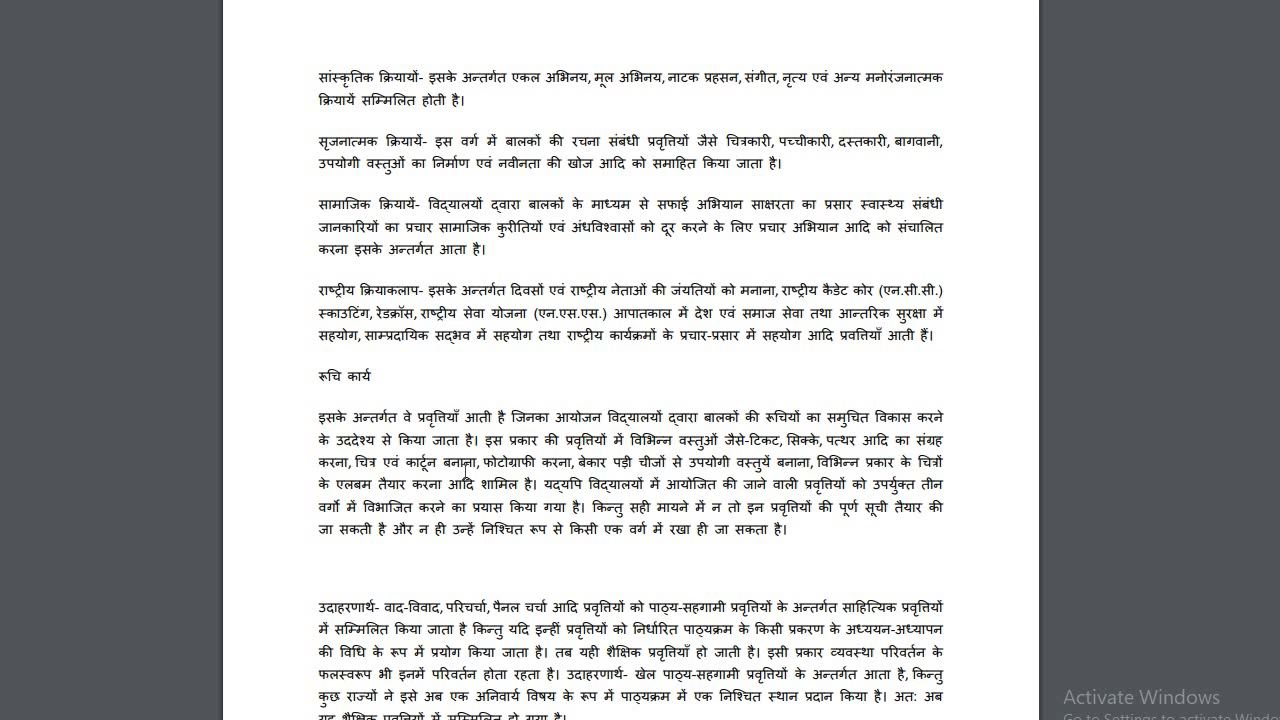 सांस्कृतिक क्रियायों- इसके अन्तर्गत एकल अभिनय, मूल अभिनय, नाटक प्रहसन, संगीत, नृत्य एवं अन्य मनोरंजनात्मक
क्रियायें सम्मिलित होती है।
सृजनात्मक क्रियायें- इस वर्ग में बालकों की रचना संबंधी प्रवृत्तियों जैसे चित्रकारी, पच्चीकारी, दस्तकारी, बागवानी,
उपयोगी वस्तुओं का निर्माण एवं नवीनता की खोज आदि को समाहित किया जाता है।
सामाजिक क्रियायें- विद्यालयों द्वारा बालकों के माध्यम से सफाई अभियान साक्षरता का प्रसार स्वास्थ्य संबंधी
जानकारियों का प्रचार सामाजिक कुरीतियों एवं अंधविश्वासों को दूर करने के लिए प्रचार अभियान आदि को संचालित
करना इसके अन्तर्गत आता है।
राष्ट्रीय क्रियाकलाप- इसके अन्तर्गत दिवसों एवं राष्ट्रीय नेताओं की जंयतियों को मनाना, राष्ट्रीय कैडेट कोर (एन.सी.सी.)
स्काउटिंग, रेडक्रॉस, राष्ट्रीय सेवा योजना (एन.एस.एस.) आपातकाल में देश एवं समाज सेवा तथा आन्तरिक सुरक्षा में
सहयोग, साम्प्रदायिक सद्भव में सहयोग तथा राष्ट्रीय कार्यक्रमों के प्रचार-प्रसार में सहयोग आदि प्रवत्तियाँ आती हैं।
रूचि कार्य
इसके अन्तर्गत वे प्रवृत्तियाँ आती है जिनका आयोजन विद्यालयों द्वारा बालकों की रूचियों का समुचित विकास करने
के उददेश्य से किया जाता है। इस प्रकार की प्रवृत्तियों में विभिन्न वस्तुओं जैसे-टिकट, सिक्के, पत्थर आदि का संग्रह
करना, चित्र एवं कार्टून बनाना, फोटोग्राफी करना, बेकार पड़ी चीजों से उपयोगी वस्तुयें बनाना, विभिन्न प्रकार के चित्रों
के एलबम तैयार करना आदि शामिल है। यद्यपि विद्यालयों में आयोजित की जाने वाली प्रवृत्तियों को उपर्युक्त तीन
वर्गो में विभाजित करने का प्रयास किया गया है। किन्तु सही मायने में न तो इन प्रवृत्तियों की पूर्ण सूची तैयार की
जा सकती है और न ही उन्हें निश्चित रूप से किसी एक वर्ग में रखा ही जा सकता है।
उदाहरणार्थ- वाद-विवाद, परिचर्चा, पैनल चर्चा आदि प्रवृत्तियों को पाठ्य-सहगामी प्रवृत्तियों के अन्तर्गत साहित्यिक प्रवृत्तियों
में सम्मिलित किया जाता है किन्तु यदि इन्हीं प्रवृत्तियों को निर्धारित पाठ्यक्रम के किसी प्रकरण के अध्ययन-अध्यापन
की विधि के रूप में प्रयोग किया जाता है। तब यही शैक्षिक प्रवृत्तियाँ हो जाती है। इसी प्रकार व्यवस्था परिवर्तन के
फलस्वरूप भी इनमें परिवर्तन होता रहता है। उदाहरणार्थ- खेल पाठ्य-सहगामी प्रवृत्तियों के अन्तर्गत आता है, किन्तु
कुछ राज्यों ने इसे अब एक अनिवार्य विषय के रूप में पाठ्यक्रम में एक निश्चित स्थान प्रदान किया है। अतः अब
यह शैक्षिक प्रवृत्तियों में सम्मिलित हो गया है।
Activate Windows
Go to Settings to activate Windo